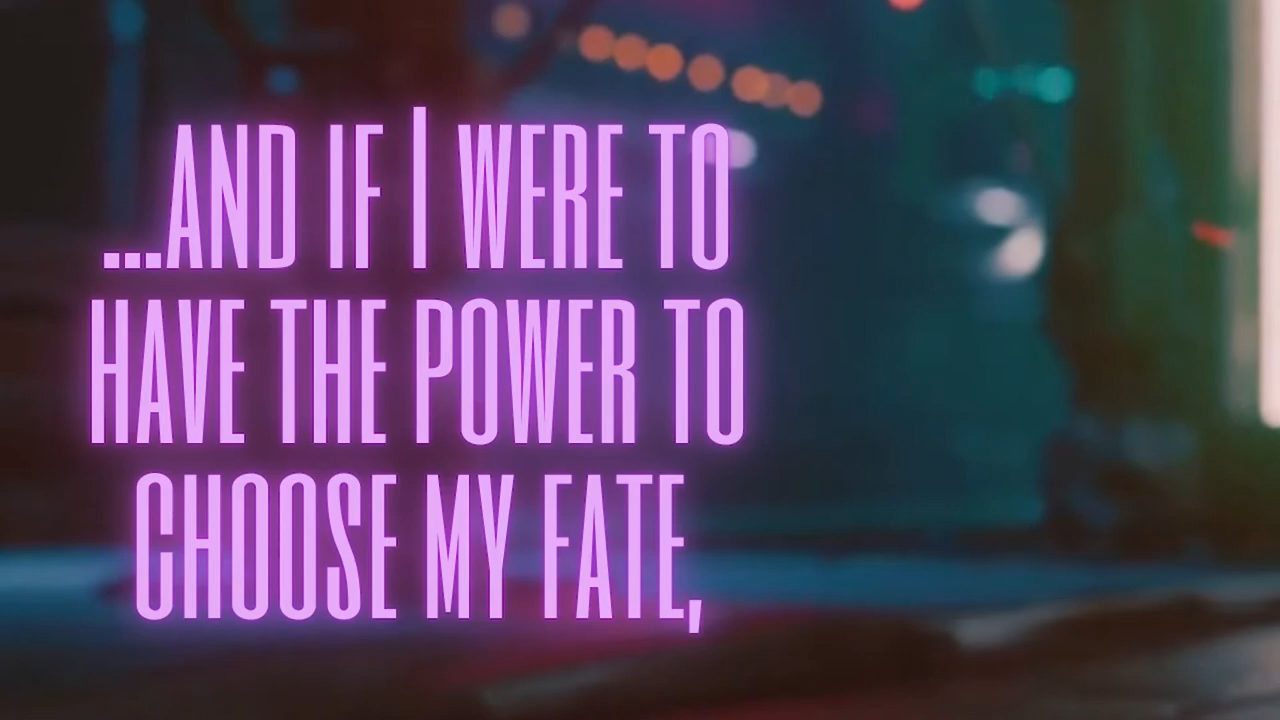 ...AND IF I WERE TO
HAVE THE POWER TO
CHOOSE MY FATE,